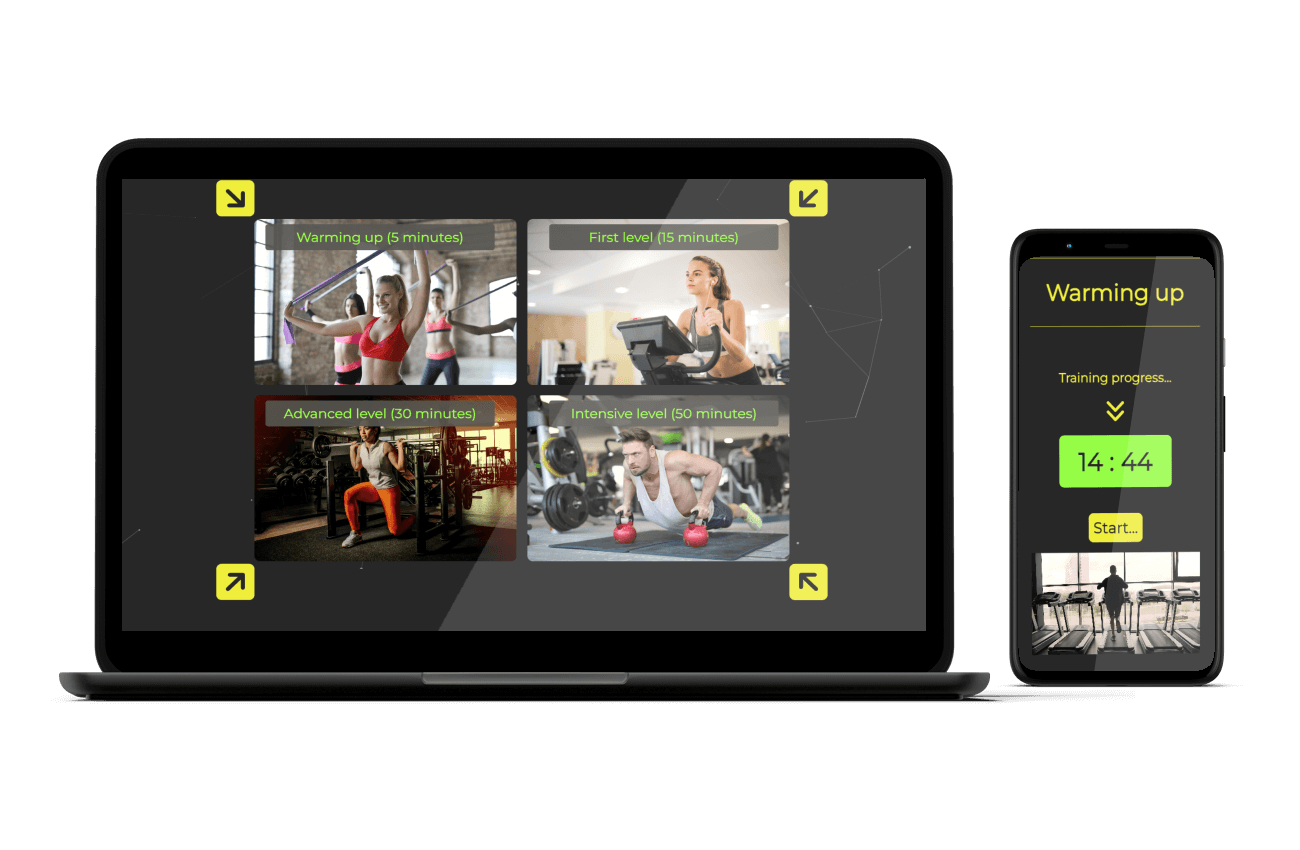 Warming up (5 minutes)
First level (15 minutes)
Advanced level (30 minutes)
Intensive level (50 minutes)
Warming up
Training progress...
14 : 44
Start...